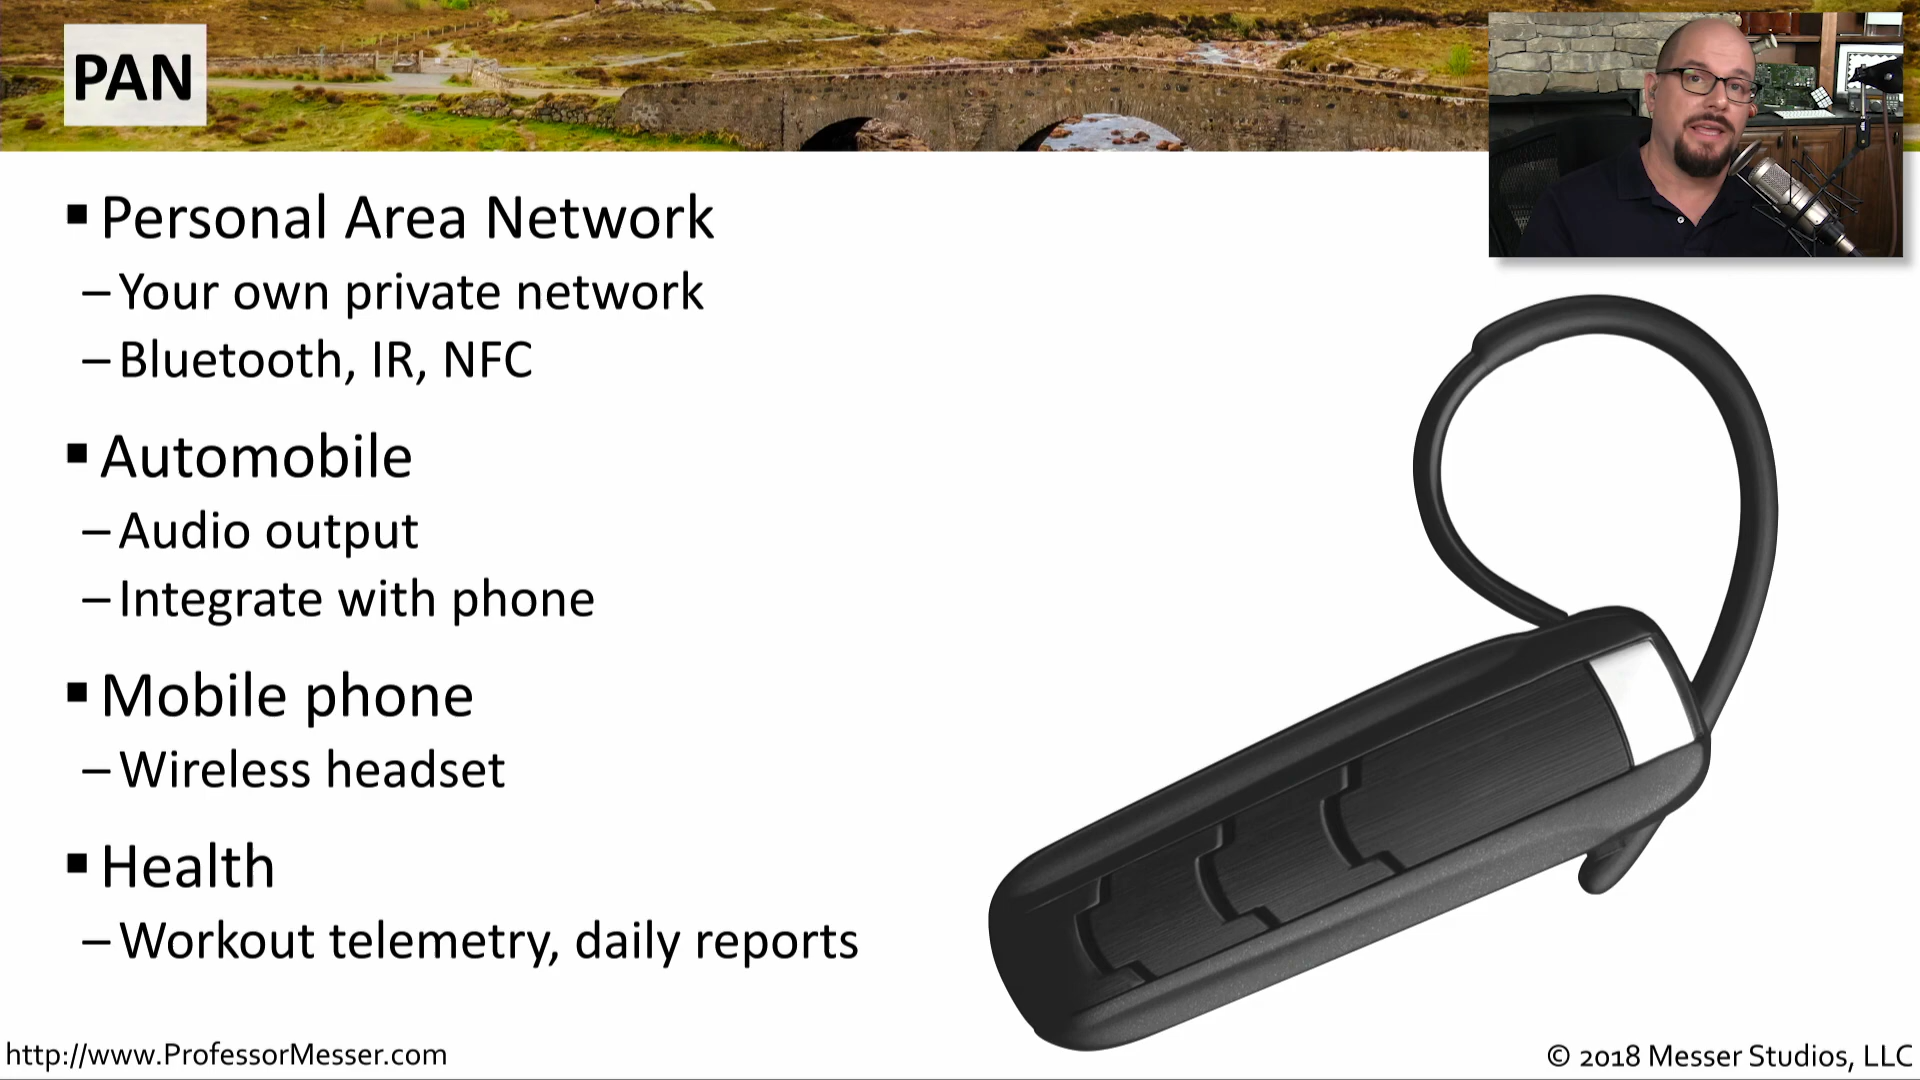 PAN
▪ Personal Area Network
– Your own private network
– Bluetooth, IR, NFC
▪ Automobile
– Audio output
– Integrate with phone
▪ Mobile phone
– Wireless headset
▪ Health
– Workout telemetry, daily reports
http://www.ProfessorMesser.com
© 2018 Messer Studios, LLC